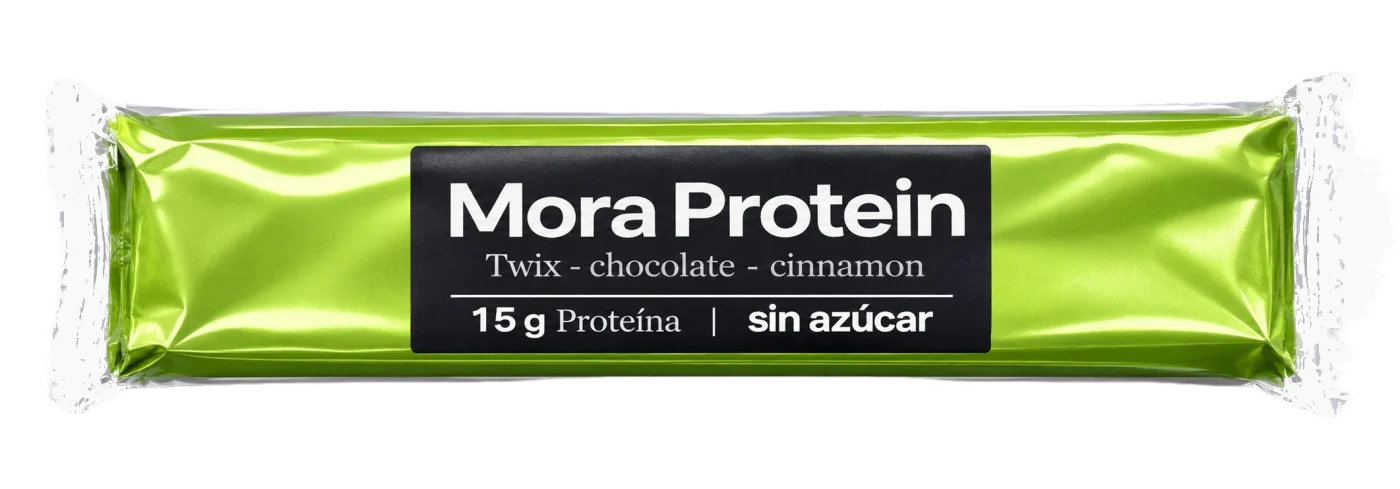 Mora Protein
Twix - chocolate - cinnamon
15 g Proteína | sin azúcar